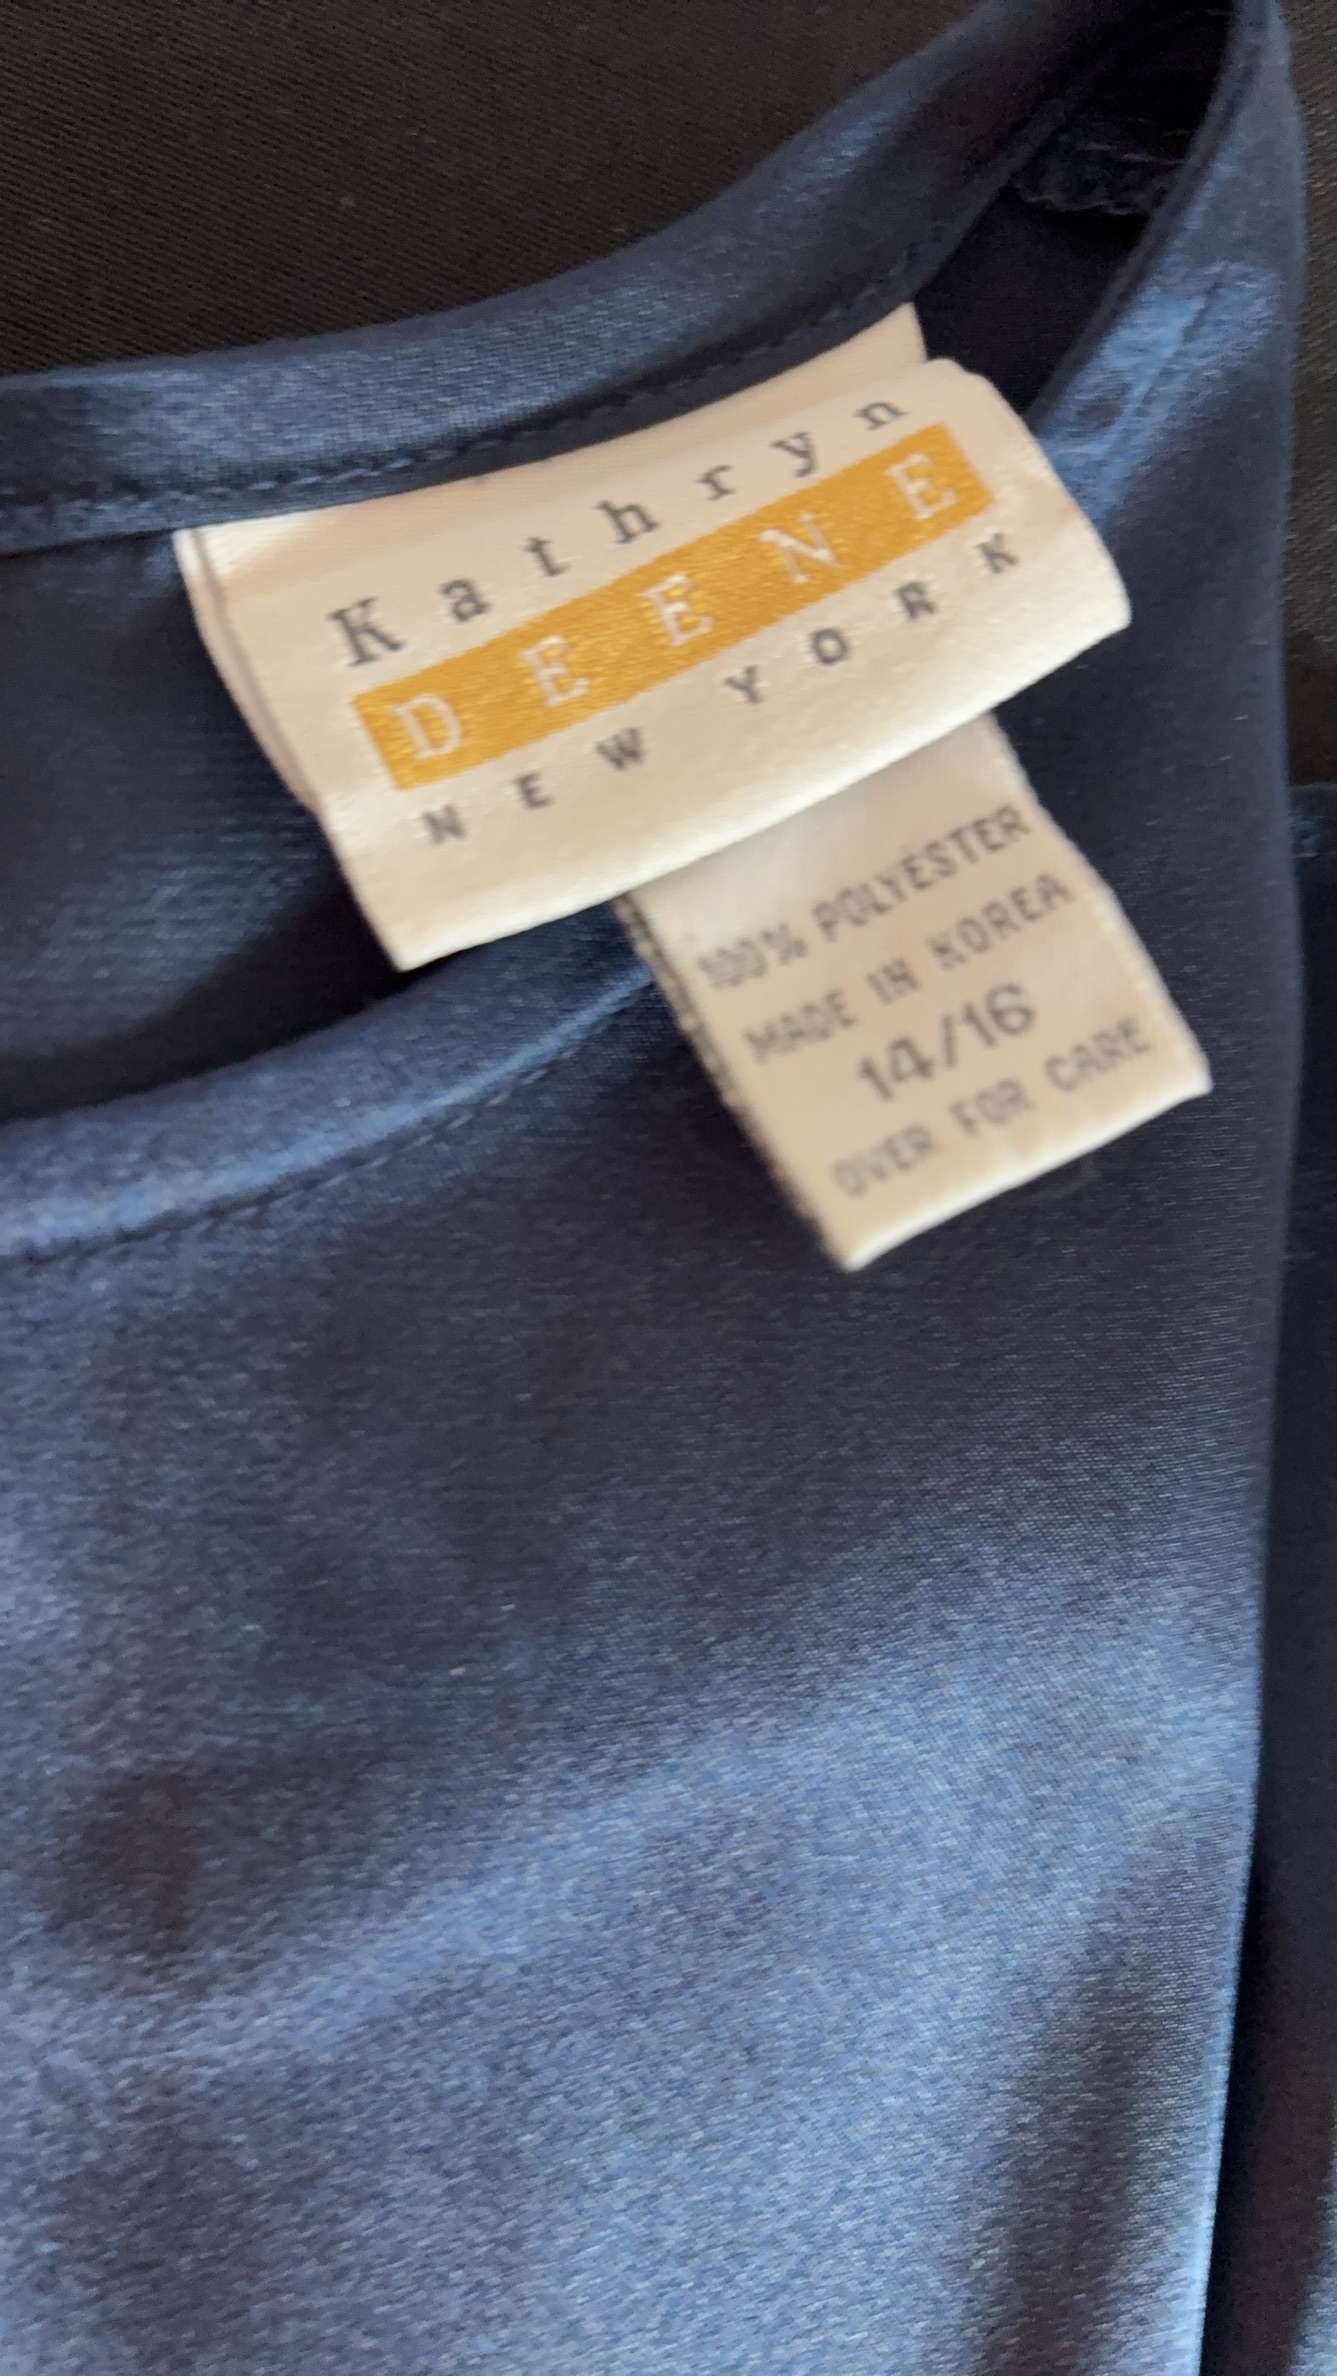 Kathryn
DEENE
NEW YORK
100% POLYESTER
MADE IN KOREA
14/16
OVER FOR CARE